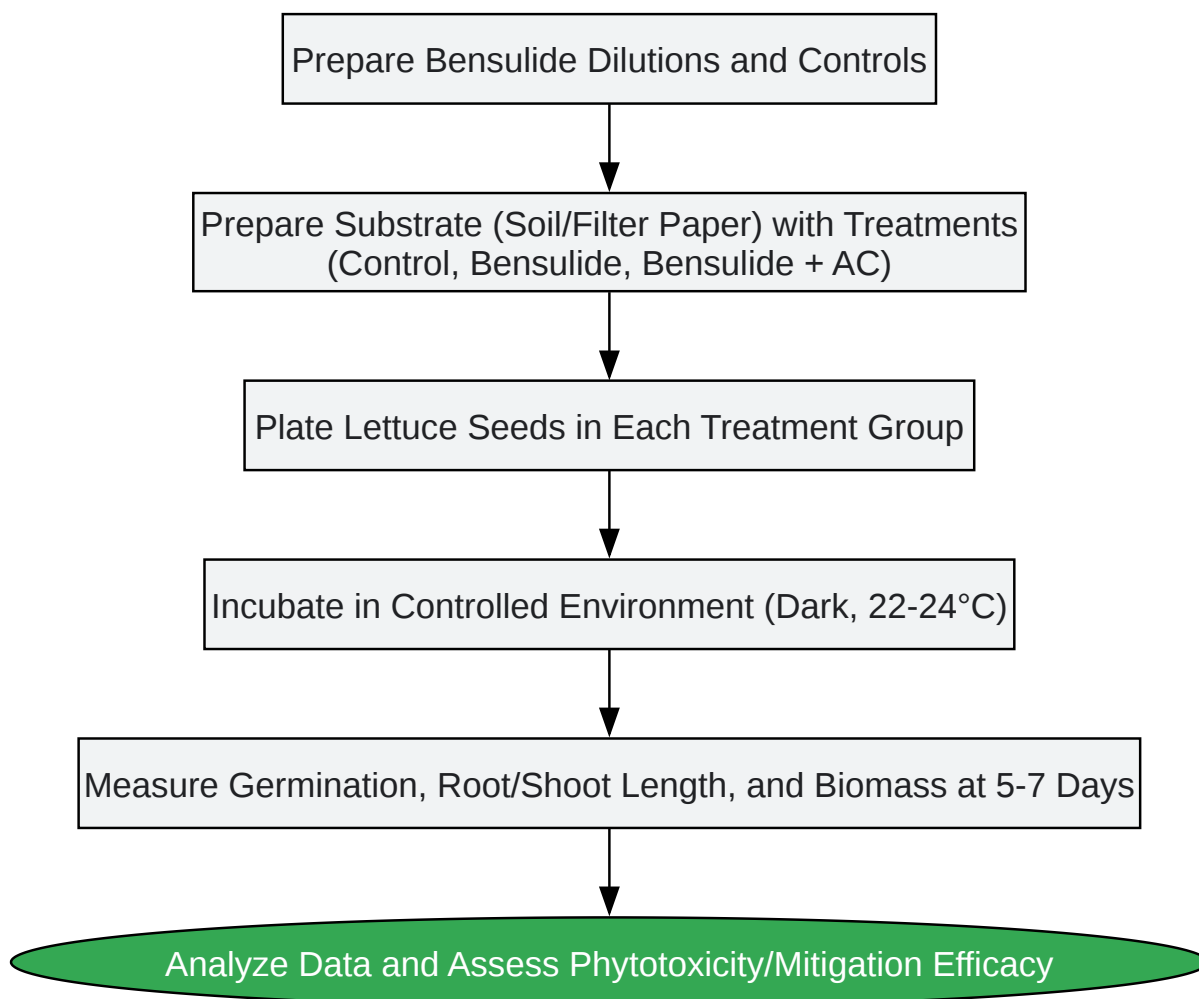 Prepare Bensulide Dilutions and Controls
Prepare Substrate (Soil/Filter Paper) with Treatments
(Control, Bensulide, Bensulide + AC)
Plate Lettuce Seeds in Each Treatment Group
Incubate in Controlled Environment (Dark, 22-24°C)
Measure Germination, Root/Shoot Length, and Biomass at 5-7 Days
Analyze Data and Assess Phytotoxicity/Mitigation Efficacy